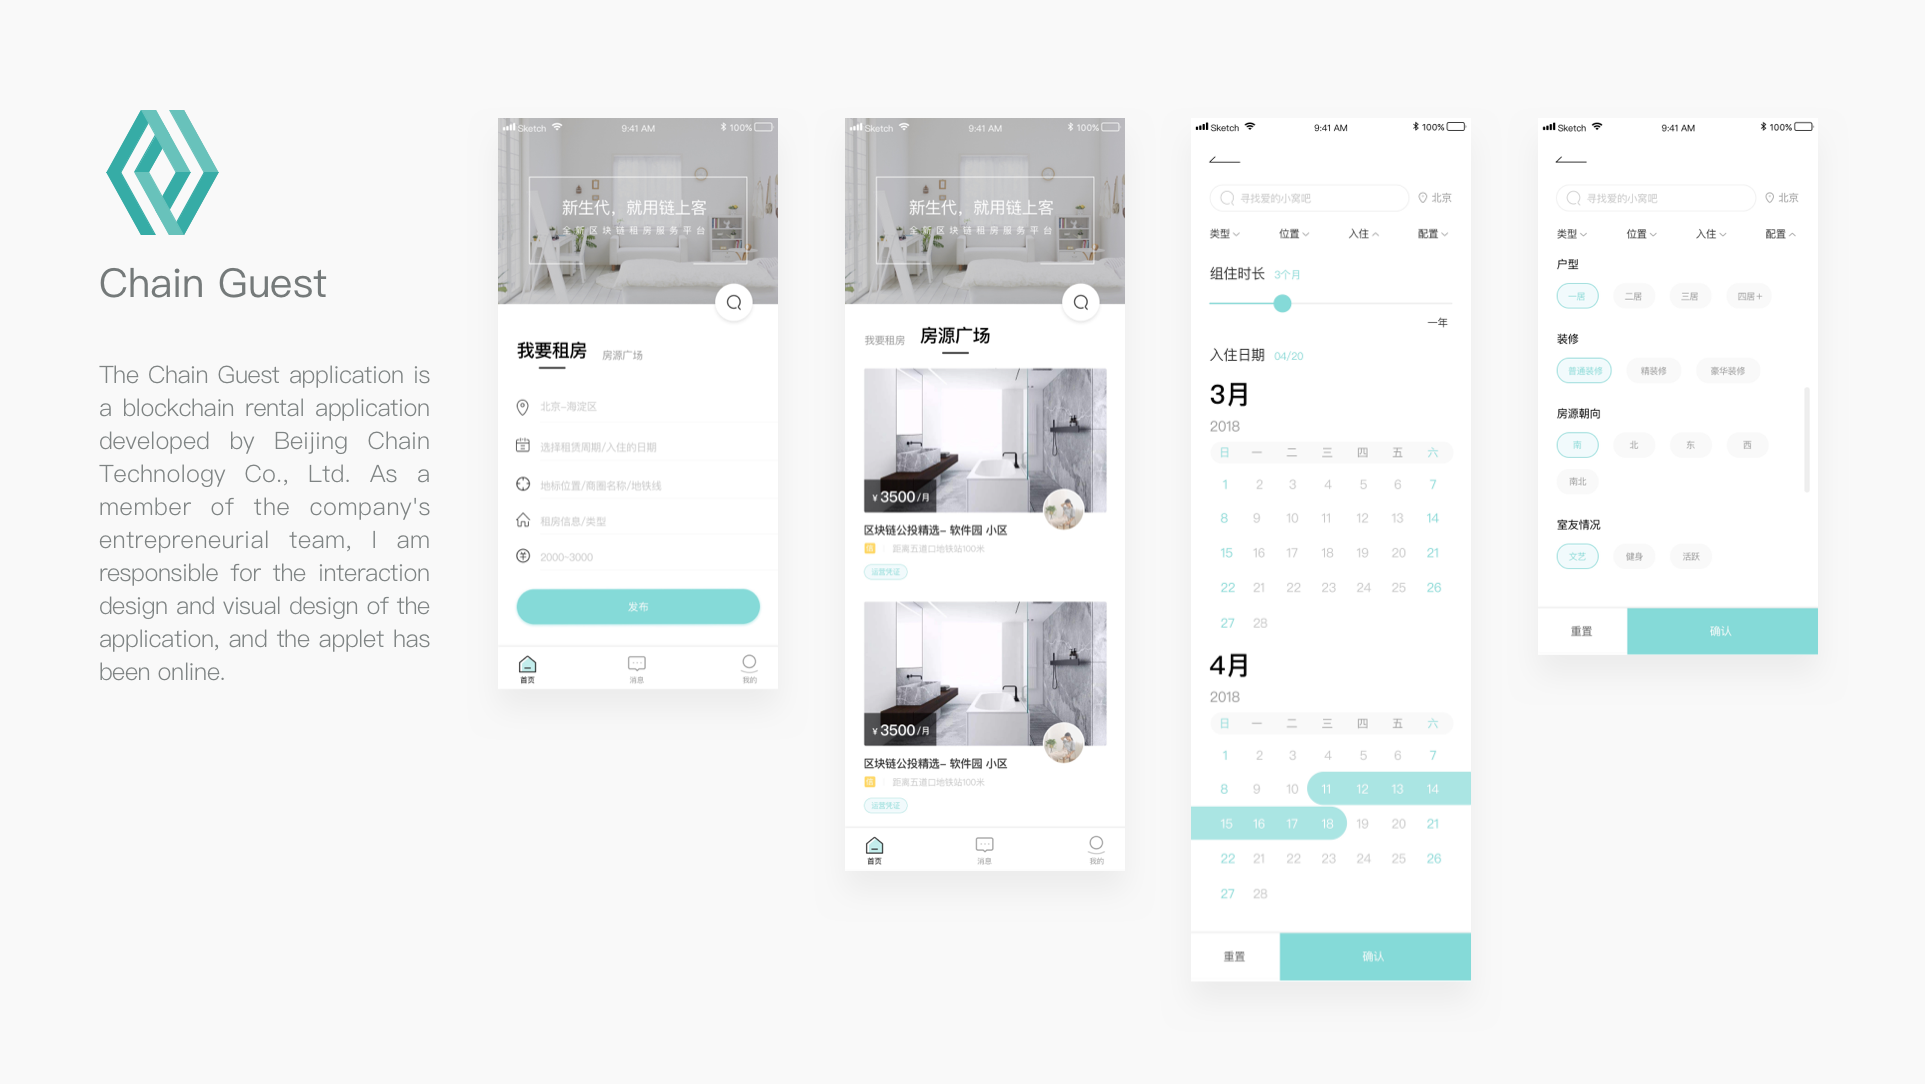 Chain Guest
The Chain Guest application is
a blockchain rental application
developed by Beijing Chain
Technology Co., Ltd. As a
member of the company's
entrepreneurial team, I am
responsible for the interaction
design and visual design of the
application, and the applet has
been online.
Sketch 9:41 AM 100%
新生代，就用链上客
全新区块链租房服务平台
我要租房 房源广场
北京-海淀区
选择租赁周期/入住的日期
地标位置/商圈名称/地铁线
租房信息/类型
2000-3000
发布
首页 消息 我的
Sketch 9:41 AM 100%
新生代，就用链上客
全新区块链租房服务平台
我要租房 房源广场
¥ 3500/月
区块链公投精选- 软件园 小区
距离五道口地铁站100米
运营凭证
¥ 3500/月
区块链公投精选- 软件园 小区
距离五道口地铁站100米
运营凭证
首页 消息 我的
Sketch 9:41 AM 100%
寻找爱的小窝吧 北京
类型 位置 入住 配置
组住时长 3个月
一年
入住日期 04/20
3月
2018
日 一 二 三 四 五 六
1 2 3 4 5 6 7
8 9 10 11 12 13 14
15 16 17 18 19 20 21
22 21 22 23 24 25 26
27 28
4月
2018
日 一 二 三 四 五 六
1 2 3 4 5 6 7
8 9 10 11 12 13 14
15 16 17 18 19 20 21
22 21 22 23 24 25 26
27 28
重置 确认
Sketch 9:41 AM 100%
寻找爱的小窝吧 北京
类型 位置 入住 配置
户型
一居 二居 三居 四居+
装修
普通装修 精装修 豪华装修
房源朝向
南 北 东 西
南北
室友情况
文艺 健身 活跃
重置 确认